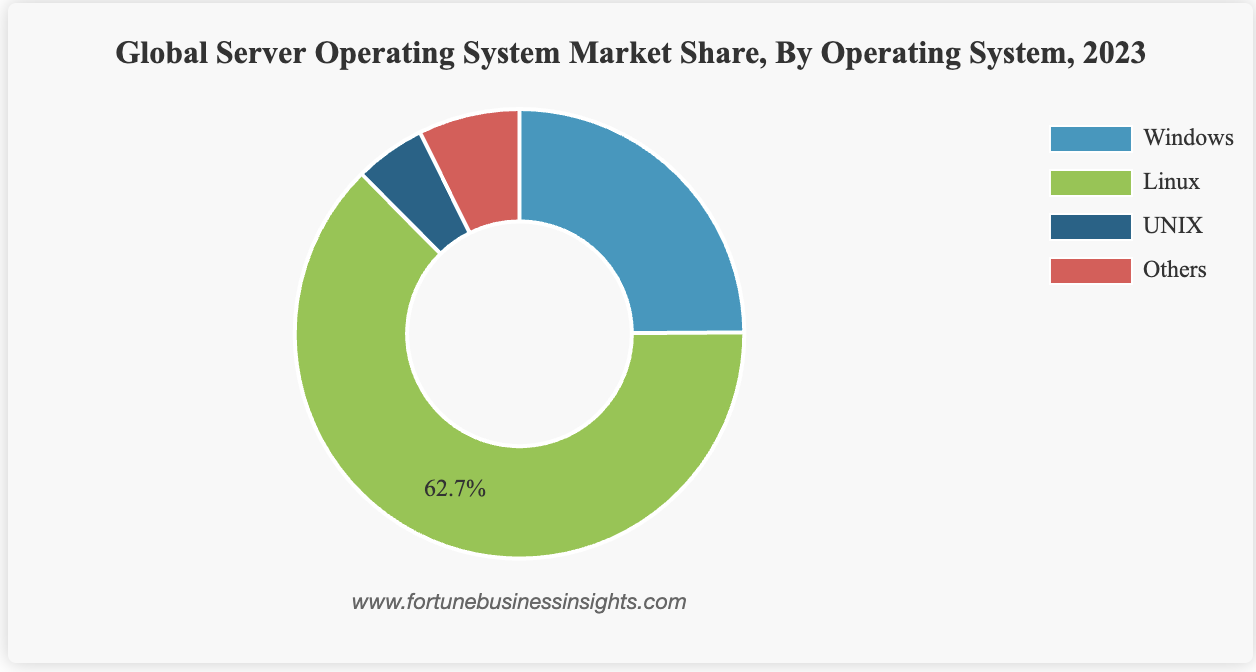 Global Server Operating System Market Share, By Operating System, 2023
Windows
Linux
UNIX
Others
62.7%
www.fortunebusinessinsights.com